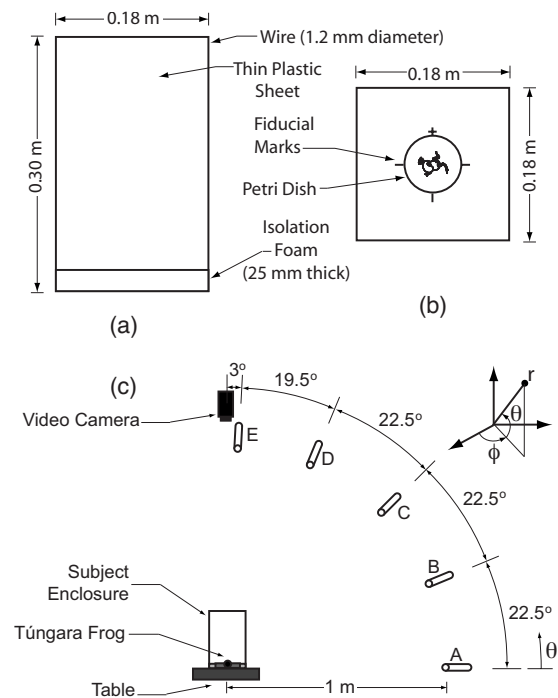 0.18 m
Wire (1.2 mm diameter)
Thin Plastic
Sheet
0.30 m
Isolation
Foam
(25 mm thick)
(a)
0.18 m
Fiducial
Marks
Petri Dish
0.18 m
(b)
(c)
3º
19.5º
Video Camera
E
D
22.5º
r
θ
ϕ
C
22.5º
B
Subject
Enclosure
22.5º
Túngara Frog
A
θ
Table
1 m